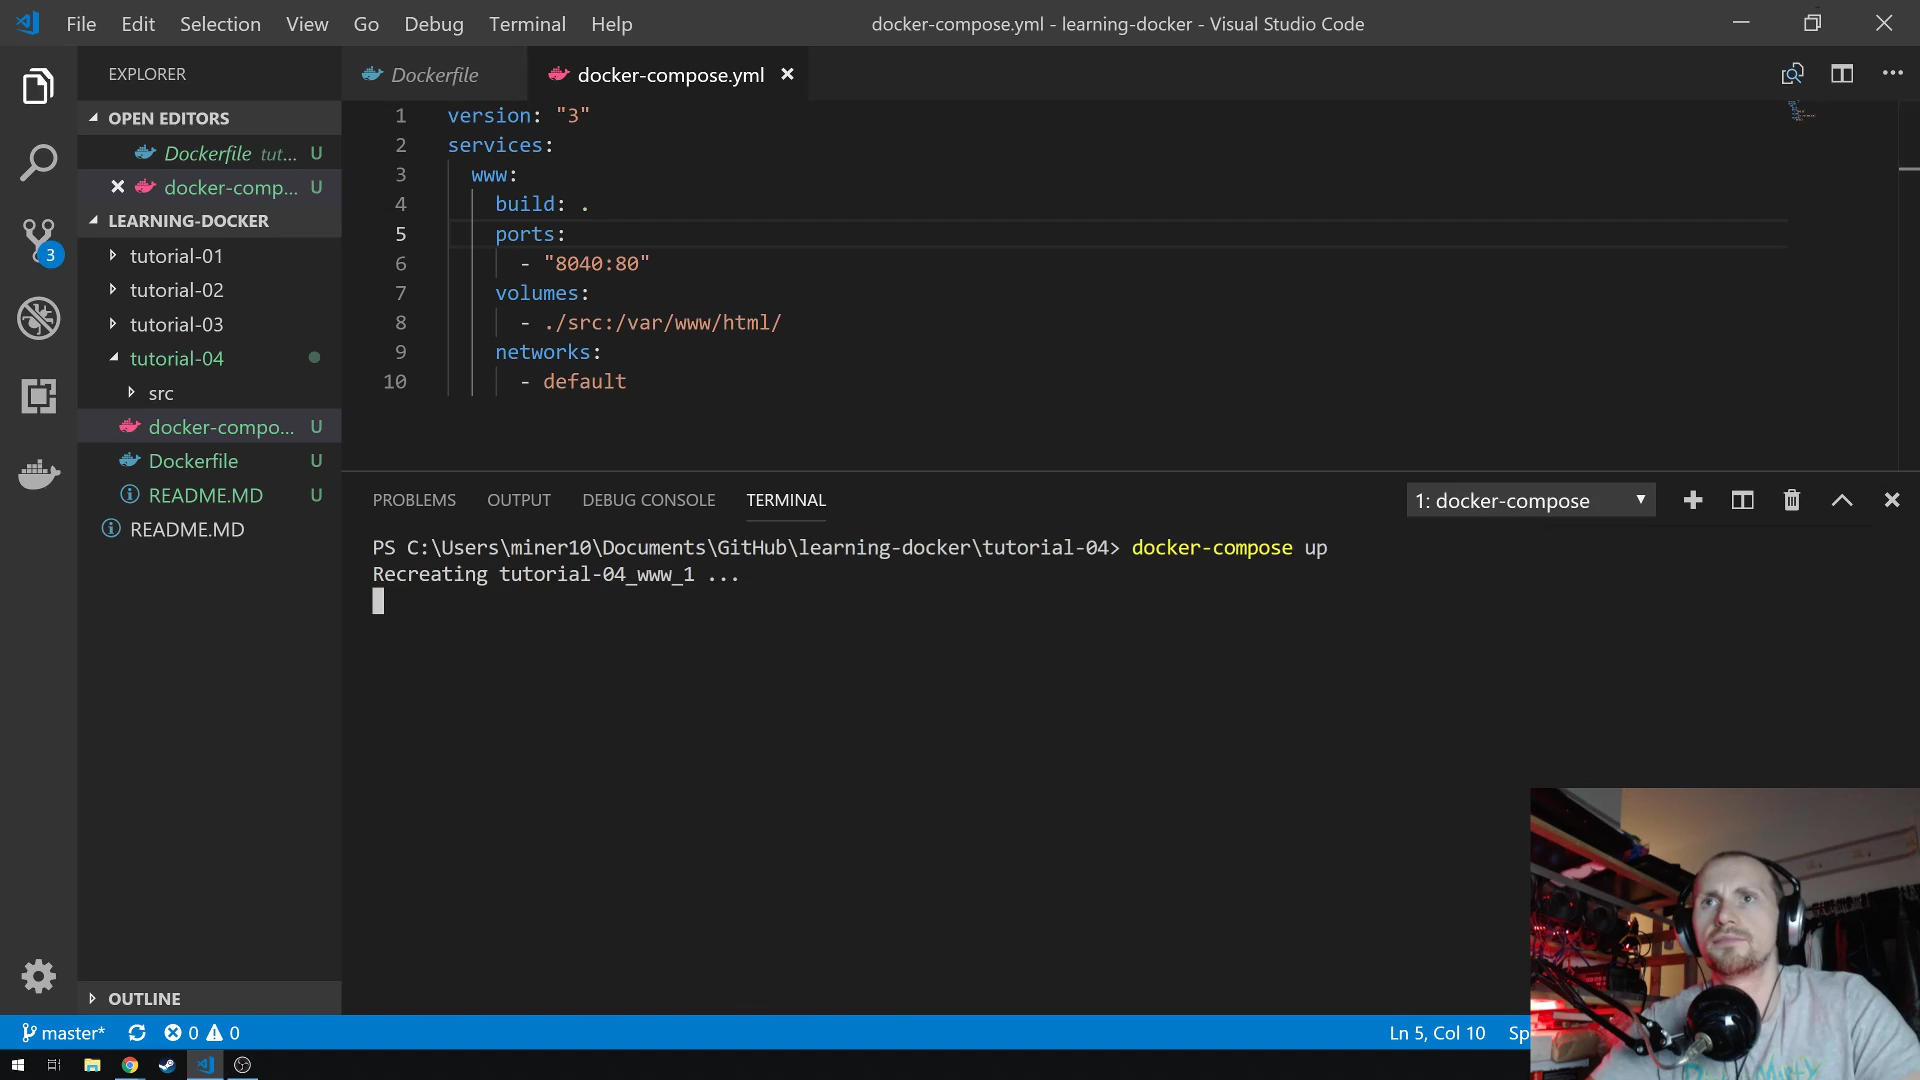 File Edit Selection View Go Debug Terminal Help
docker-compose.yml - learning-docker - Visual Studio Code
EXPLORER
OPEN EDITORS
Dockerfile tut... U
docker-comp... U
LEARNING-DOCKER
tutorial-01
tutorial-02
tutorial-03
tutorial-04
src
docker-compo... U
Dockerfile U
README.MD U
README.MD
OUTLINE
3
Dockerfile
docker-compose.yml
1 version: "3"
2 services:
3 www:
4 build: .
5 ports:
6 - "8040:80"
7 volumes:
8 - ./src:/var/www/html/
9 networks:
10 - default
PROBLEMS OUTPUT DEBUG CONSOLE TERMINAL
1: docker-compose
PS C:\Users\miner10\Documents\GitHub\learning-docker\tutorial-04> docker-compose up
Recreating tutorial-04_www_1 ...
master* 0 0
Ln 5, Col 10 Sp